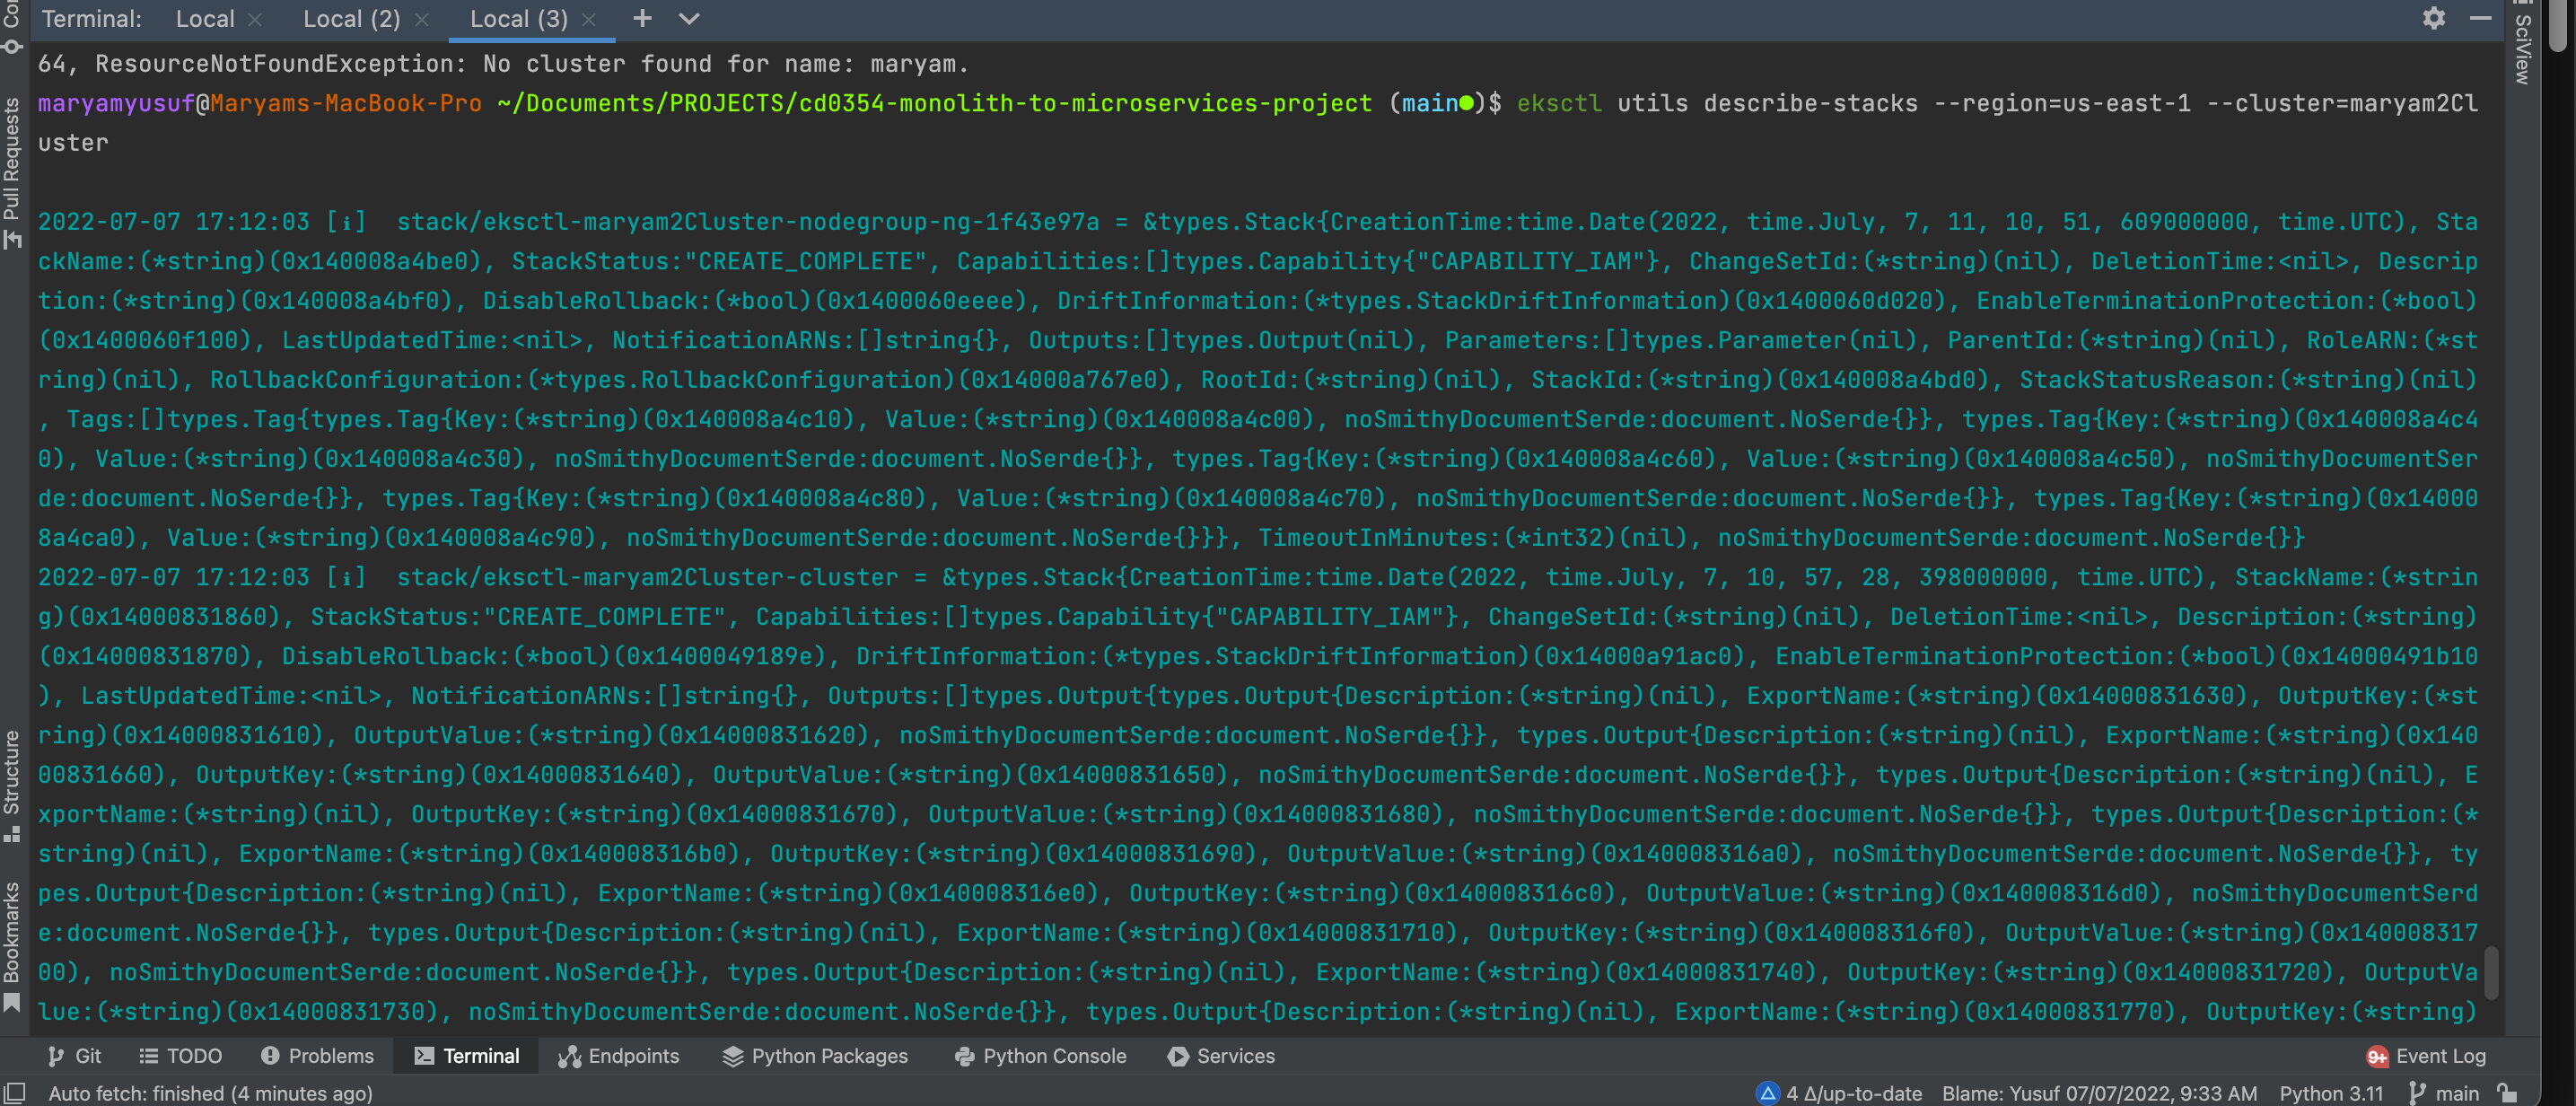 Terminal: Local × Local (2) × Local (3) × +
64, ResourceNotFoundException: No cluster found for name: maryam.
maryamyusuf@Maryams-MacBook-Pro ~/Documents/PROJECTS/cd0354-monolith-to-microservices-project (main●)$ eksctl utils describe-stacks --region=us-east-1 --cluster=maryam2Cl
uster
2022-07-07 17:12:03 [ℹ]  stack/eksctl-maryam2Cluster-nodegroup-ng-1f43e97a = &types.Stack{CreationTime:time.Date(2022, time.July, 7, 11, 10, 51, 609000000, time.UTC), Sta
ckName:(*string)(0x140008a4be0), StackStatus:"CREATE_COMPLETE", Capabilities:[]types.Capability{"CAPABILITY_IAM"}, ChangeSetId:(*string)(nil), DeletionTime:<nil>, Descrip
tion:(*string)(0x140008a4bf0), DisableRollback:(*bool)(0x1400060eeee), DriftInformation:(*types.StackDriftInformation)(0x1400060d020), EnableTerminationProtection:(*bool)
(0x1400060f100), LastUpdatedTime:<nil>, NotificationARNs:[]string{}, Outputs:[]types.Output(nil), Parameters:[]types.Parameter(nil), ParentId:(*string)(nil), RoleARN:(*st
ring)(nil), RollbackConfiguration:(*types.RollbackConfiguration)(0x14000a767e0), RootId:(*string)(nil), StackId:(*string)(0x140008a4bd0), StackStatusReason:(*string)(nil)
, Tags:[]types.Tag{types.Tag{Key:(*string)(0x140008a4c10), Value:(*string)(0x140008a4c00), noSmithyDocumentSerde:document.NoSerde{}}, types.Tag{Key:(*string)(0x140008a4c4
0), Value:(*string)(0x140008a4c30), noSmithyDocumentSerde:document.NoSerde{}}, types.Tag{Key:(*string)(0x140008a4c60), Value:(*string)(0x140008a4c50), noSmithyDocumentSer
de:document.NoSerde{}}, types.Tag{Key:(*string)(0x140008a4c80), Value:(*string)(0x140008a4c70), noSmithyDocumentSerde:document.NoSerde{}}, types.Tag{Key:(*string)(0x14000
8a4ca0), Value:(*string)(0x140008a4c90), noSmithyDocumentSerde:document.NoSerde{}}}, TimeoutInMinutes:(*int32)(nil), noSmithyDocumentSerde:document.NoSerde{}}
2022-07-07 17:12:03 [ℹ]  stack/eksctl-maryam2Cluster-cluster = &types.Stack{CreationTime:time.Date(2022, time.July, 7, 10, 57, 28, 398000000, time.UTC), StackName:(*strin
g)(0x14000831860), StackStatus:"CREATE_COMPLETE", Capabilities:[]types.Capability{"CAPABILITY_IAM"}, ChangeSetId:(*string)(nil), DeletionTime:<nil>, Description:(*string)
(0x14000831870), DisableRollback:(*bool)(0x1400049189e), DriftInformation:(*types.StackDriftInformation)(0x14000a91ac0), EnableTerminationProtection:(*bool)(0x14000491b10
), LastUpdatedTime:<nil>, NotificationARNs:[]string{}, Outputs:[]types.Output{types.Output{Description:(*string)(nil), ExportName:(*string)(0x14000831630), OutputKey:(*st
ring)(0x14000831610), OutputValue:(*string)(0x14000831620), noSmithyDocumentSerde:document.NoSerde{}}, types.Output{Description:(*string)(nil), ExportName:(*string)(0x140
00831660), OutputKey:(*string)(0x14000831640), OutputValue:(*string)(0x14000831650), noSmithyDocumentSerde:document.NoSerde{}}, types.Output{Description:(*string)(nil), E
xportName:(*string)(nil), OutputKey:(*string)(0x14000831670), OutputValue:(*string)(0x14000831680), noSmithyDocumentSerde:document.NoSerde{}}, types.Output{Description:(*
string)(nil), ExportName:(*string)(0x140008316b0), OutputKey:(*string)(0x14000831690), OutputValue:(*string)(0x140008316a0), noSmithyDocumentSerde:document.NoSerde{}}, ty
pes.Output{Description:(*string)(nil), ExportName:(*string)(0x140008316e0), OutputKey:(*string)(0x140008316c0), OutputValue:(*string)(0x140008316d0), noSmithyDocumentSerd
e:document.NoSerde{}}, types.Output{Description:(*string)(nil), ExportName:(*string)(0x14000831710), OutputKey:(*string)(0x140008316f0), OutputValue:(*string)(0x140008317
00), noSmithyDocumentSerde:document.NoSerde{}}, types.Output{Description:(*string)(nil), ExportName:(*string)(0x14000831740), OutputKey:(*string)(0x14000831720), OutputVa
lue:(*string)(0x14000831730), noSmithyDocumentSerde:document.NoSerde{}}, types.Output{Description:(*string)(nil), ExportName:(*string)(0x14000831770), OutputKey:(*string)
Pull Requests
Structure
Bookmarks
SciView
Git TODO Problems Terminal Endpoints Python Packages Python Console Services 9+ Event Log
Auto fetch: finished (4 minutes ago) 4 Δ/up-to-date Blame: Yusuf 07/07/2022, 9:33 AM Python 3.11 main